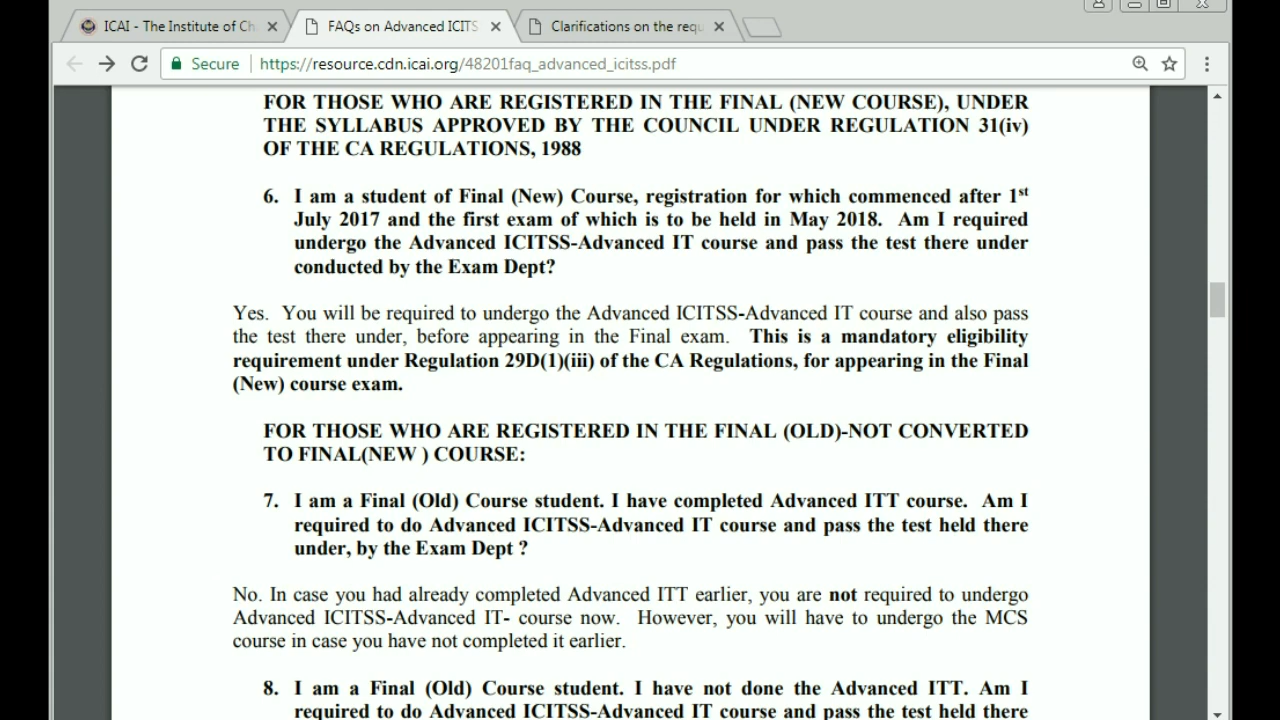 ICAI - The Institute of Ch
FAQs on Advanced ICITS
Clarifications on the requ
Secure
https://resource.cdn.icai.org/48201faq_advanced_icitss.pdf
FOR THOSE WHO ARE REGISTERED IN THE FINAL (NEW COURSE), UNDER
THE SYLLABUS APPROVED BY THE COUNCIL UNDER REGULATION 31(iv)
OF THE CA REGULATIONS, 1988
6. I am a student of Final (New) Course, registration for which commenced after 1st
July 2017 and the first exam of which is to be held in May 2018. Am I required
undergo the Advanced ICITSS-Advanced IT course and pass the test there under
conducted by the Exam Dept?
Yes. You will be required to undergo the Advanced ICITSS-Advanced IT course and also pass
the test there under, before appearing in the Final exam. This is a mandatory eligibility
requirement under Regulation 29D(1)(iii) of the CA Regulations, for appearing in the Final
(New) course exam.
FOR THOSE WHO ARE REGISTERED IN THE FINAL (OLD)-NOT CONVERTED
TO FINAL(NEW ) COURSE:
7. I am a Final (Old) Course student. I have completed Advanced ITT course. Am I
required to do Advanced ICITSS-Advanced IT course and pass the test held there
under, by the Exam Dept ?
No. In case you had already completed Advanced ITT earlier, you are not required to undergo
Advanced ICITSS-Advanced IT- course now. However, you will have to undergo the MCS
course in case you have not completed it earlier.
8. I am a Final (Old) Course student. I have not done the Advanced ITT. Am I
required to do Advanced ICITSS-Advanced IT course and pass the test held there